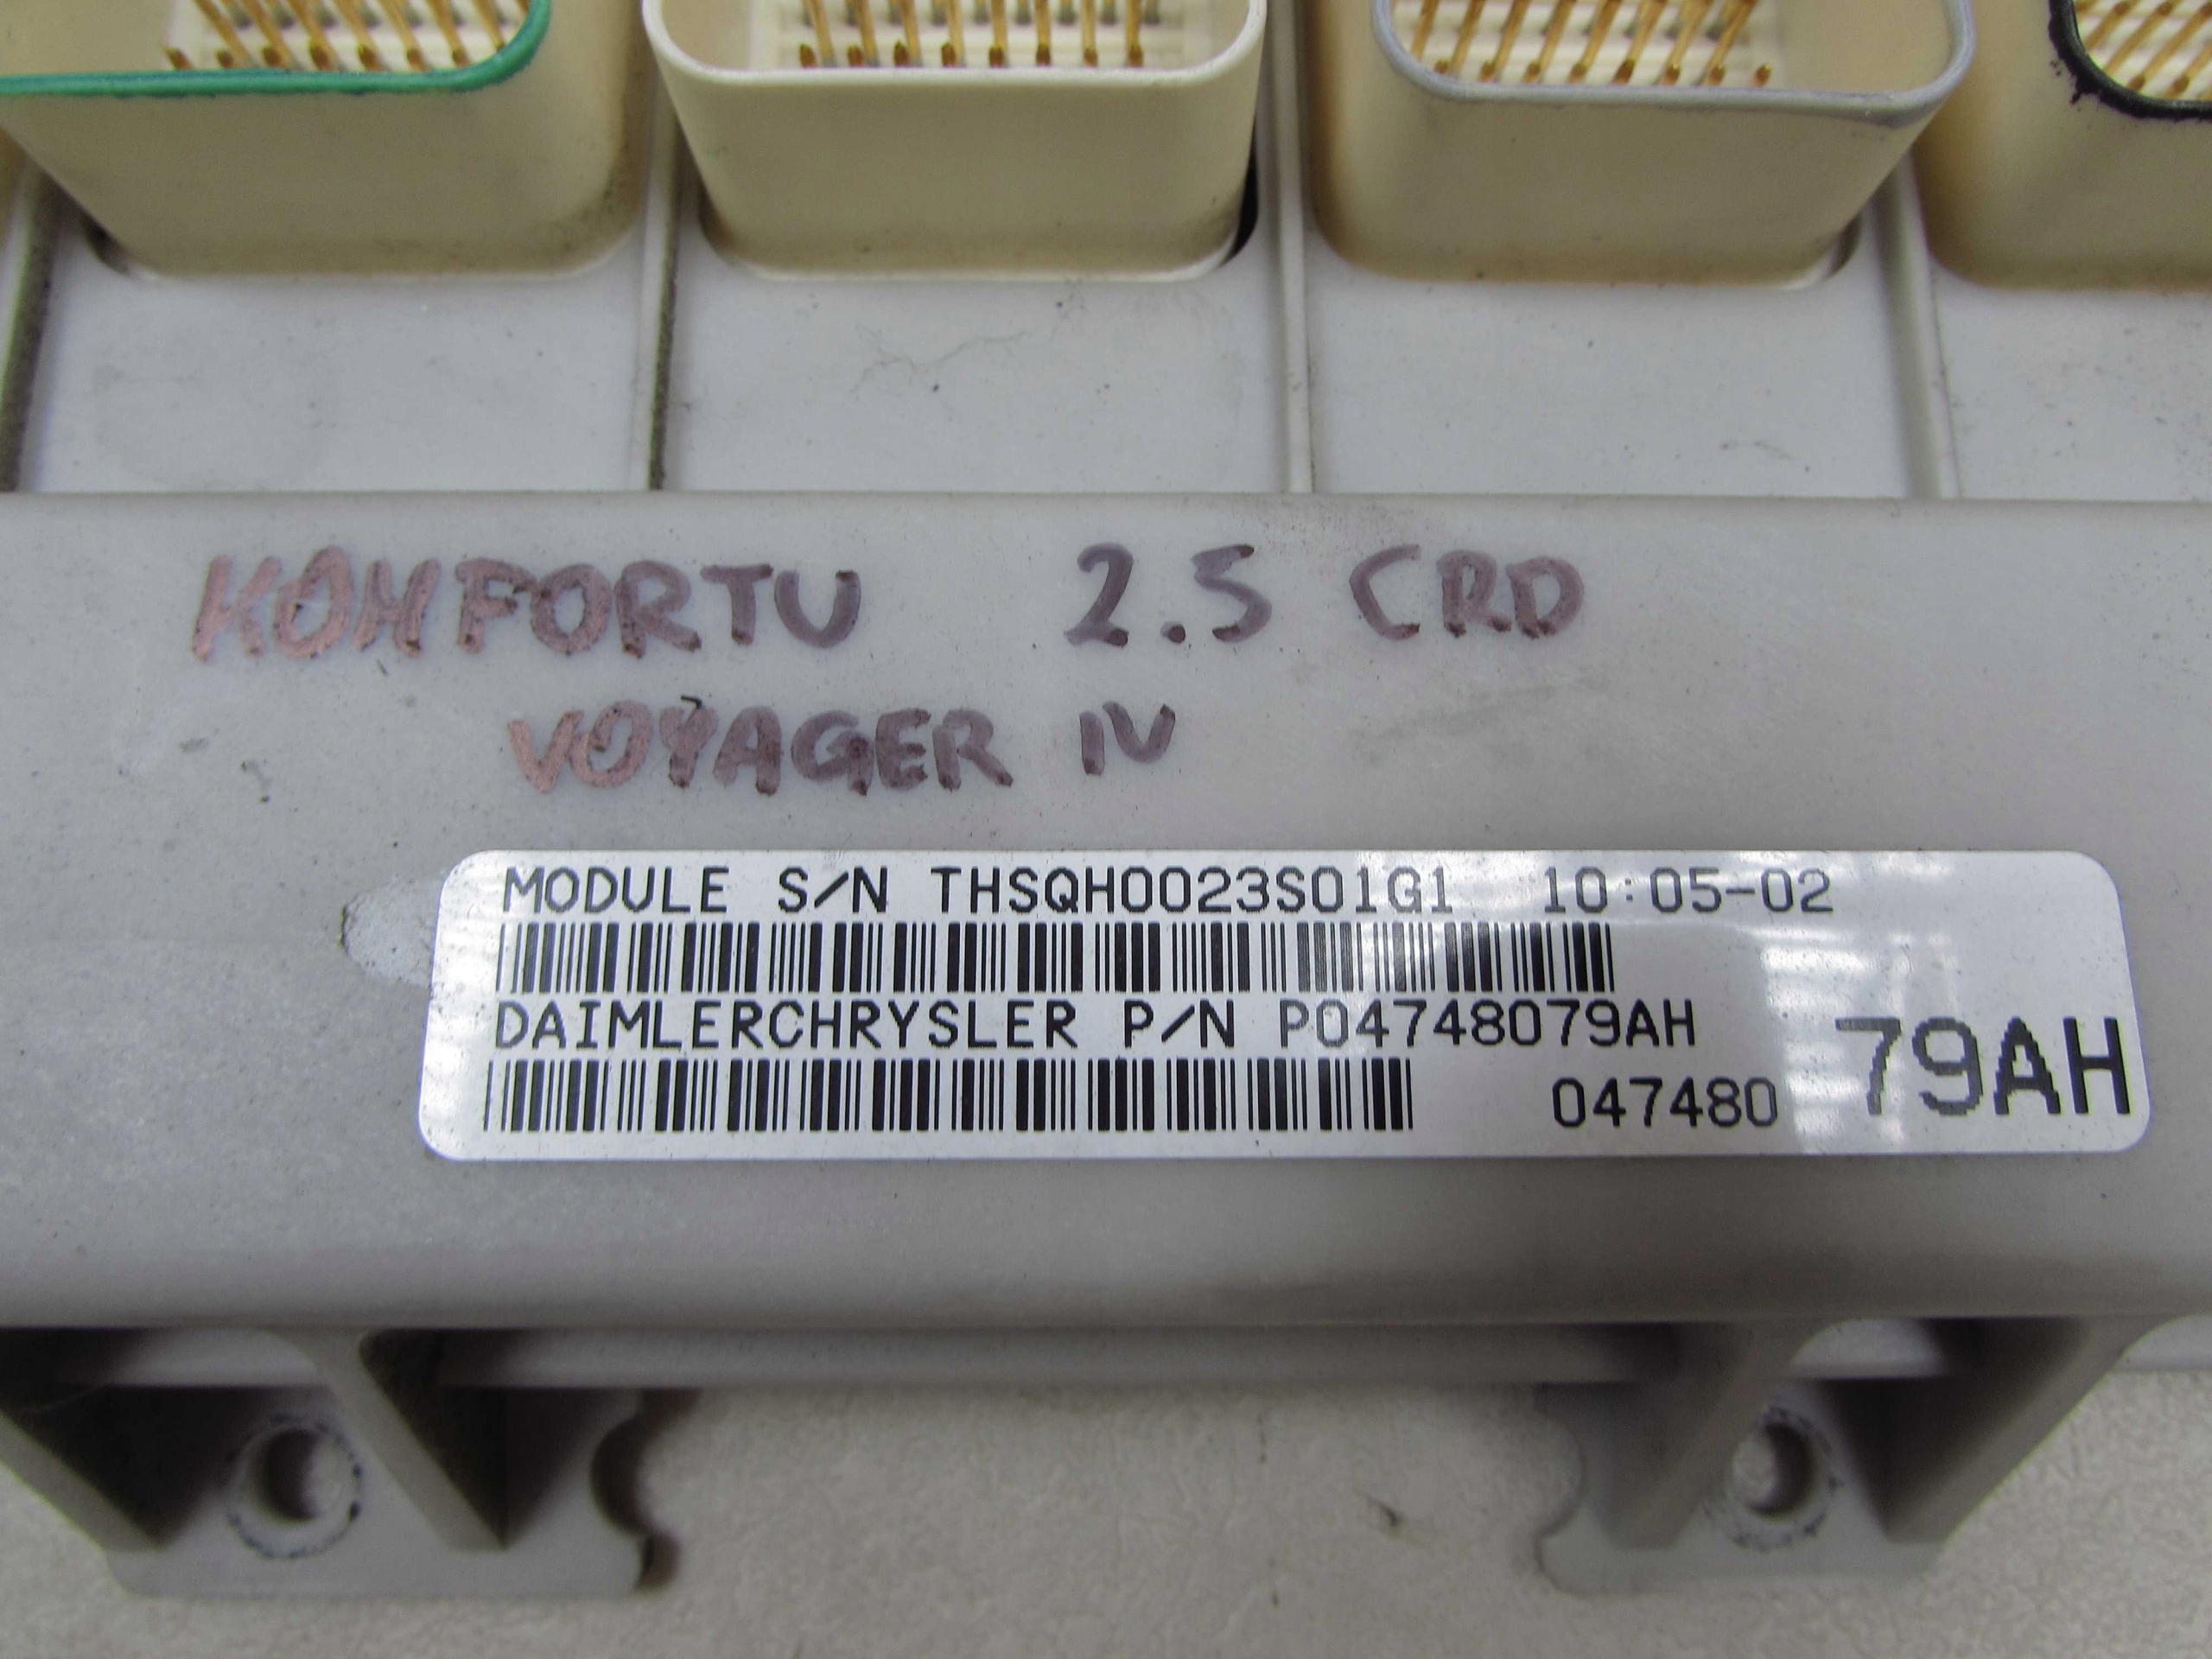 KOMFORTU 2.5 CRD
VOYAGER IV
MODULE S/N THSQH0023S01G1 10:05-02
DAIMLERCHRYSLER P/N P04748079AH
047480 79AH